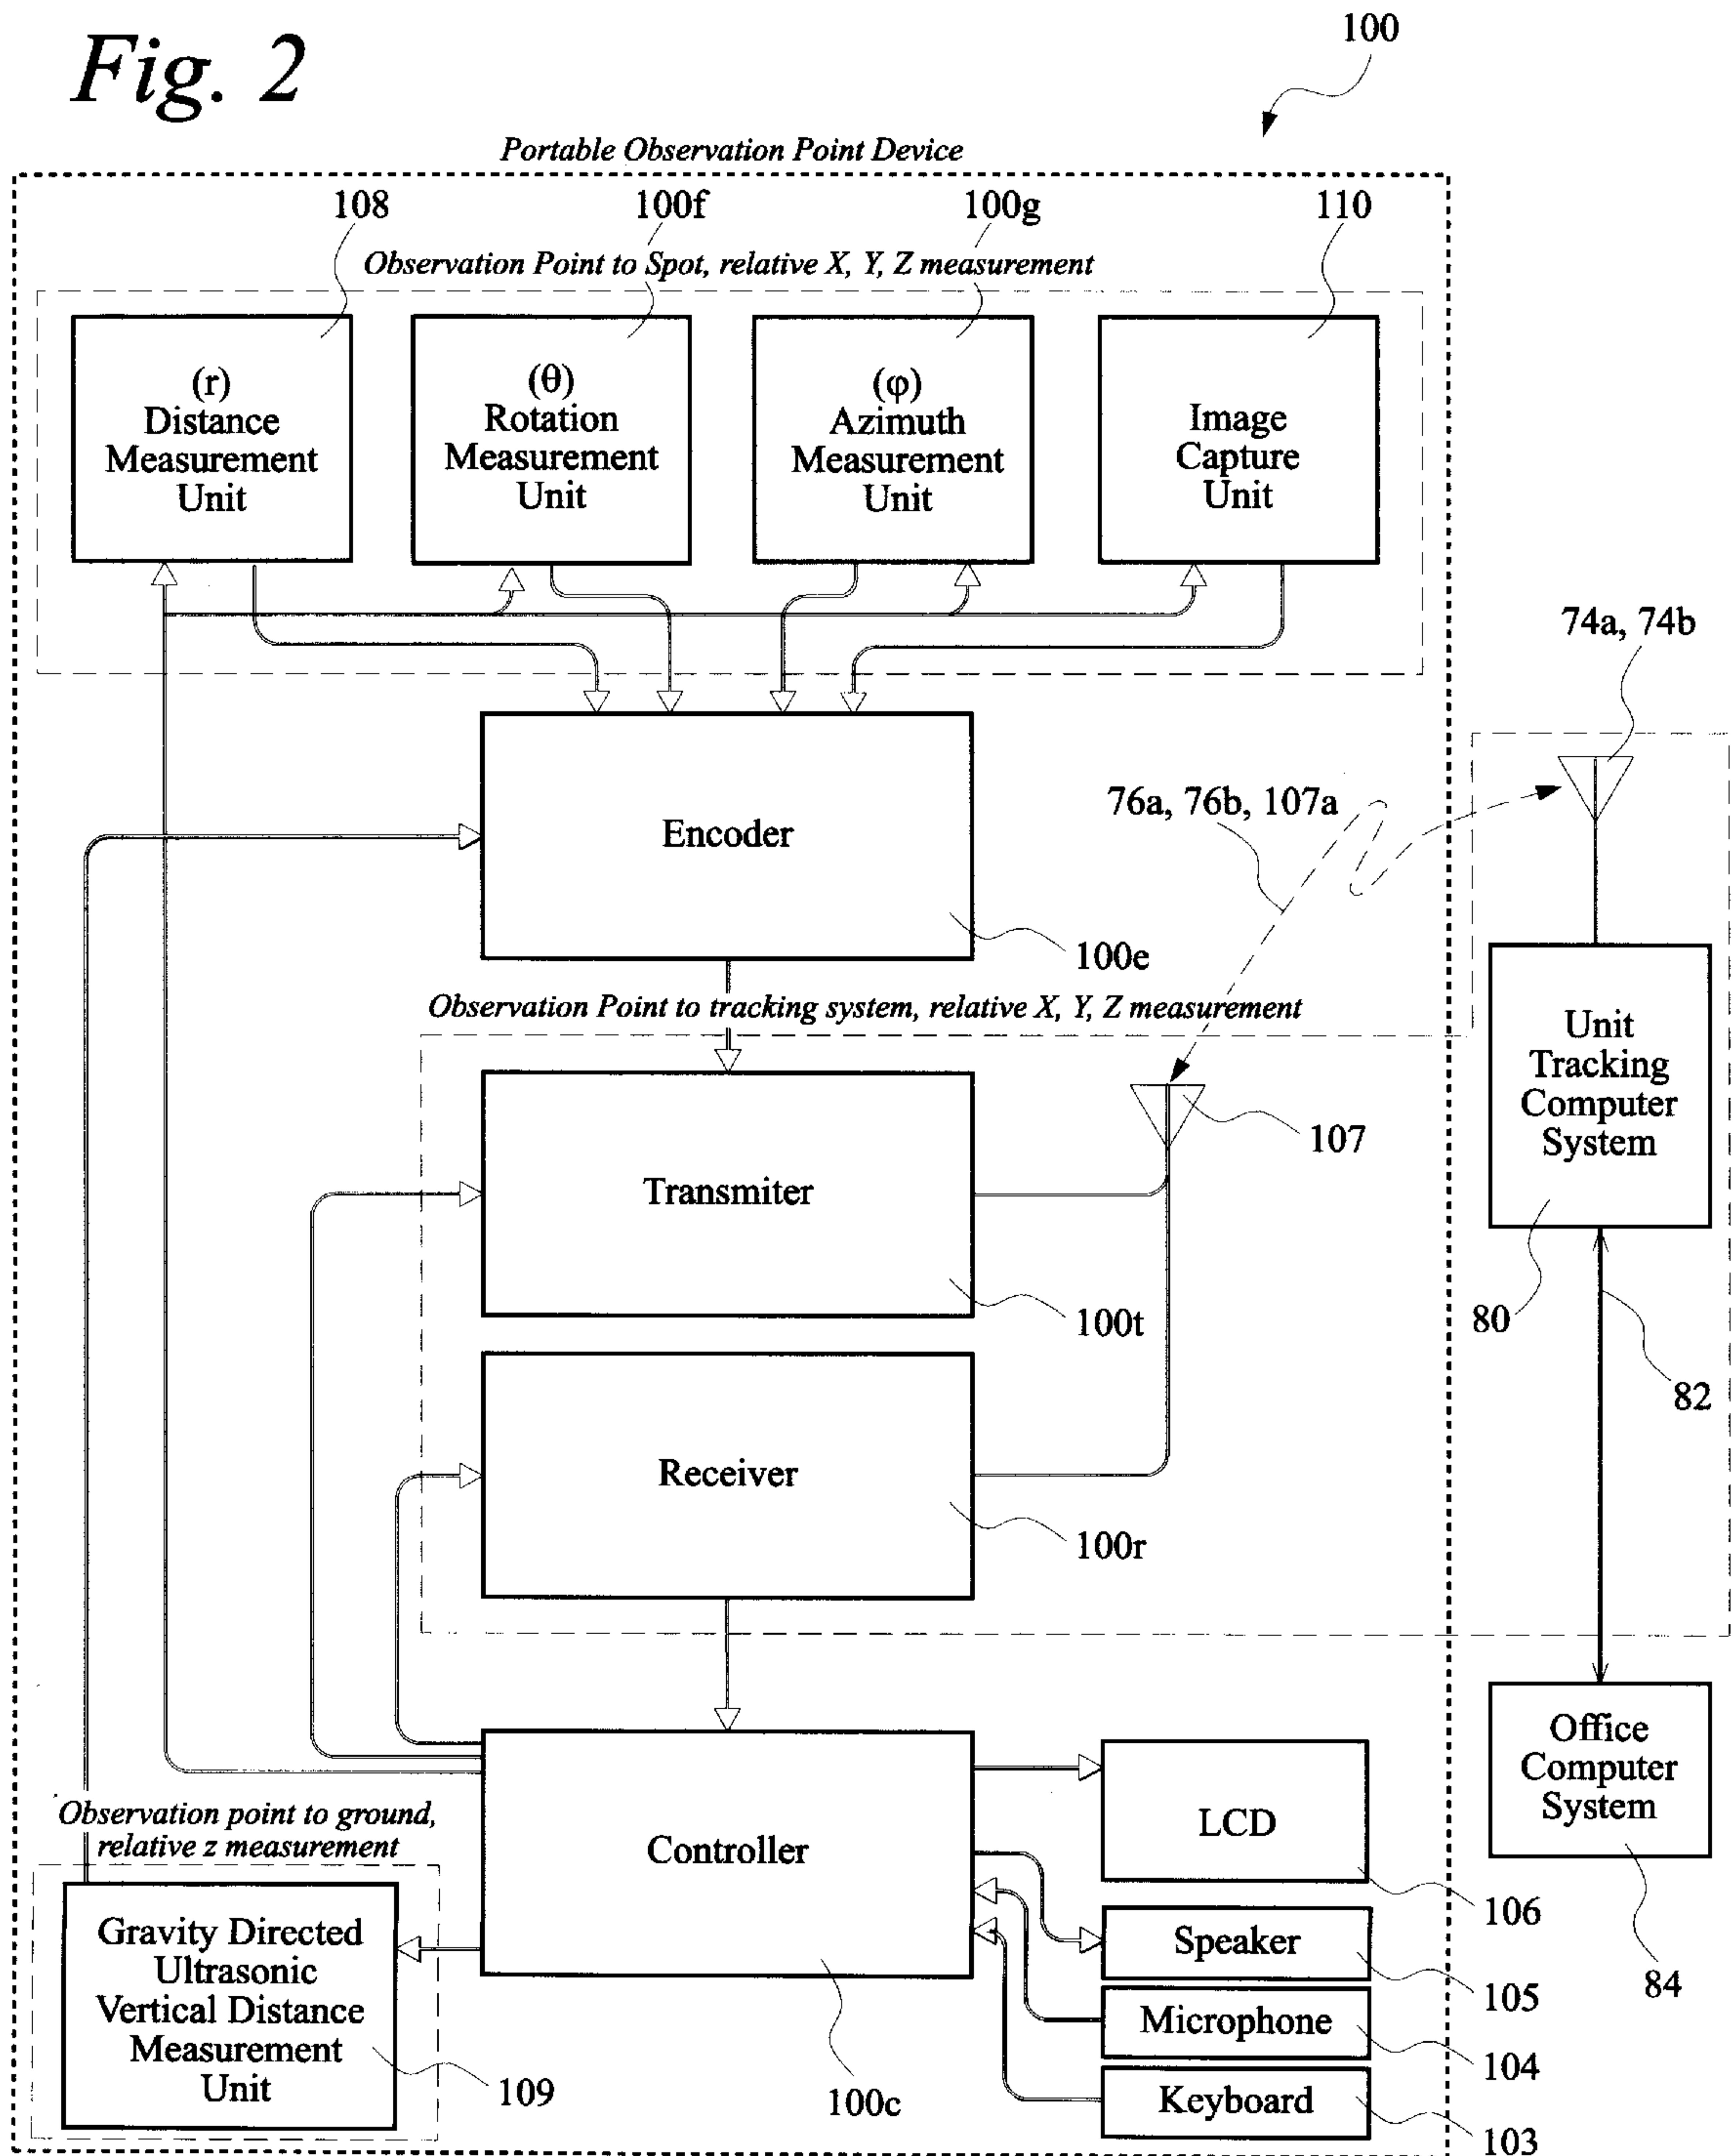 Fig. 2
100
Portable Observation Point Device
108
100f
100g
110
Observation Point to Spot, relative X, Y, Z measurement
(r)
Distance
Measurement
Unit
(θ)
Rotation
Measurement
Unit
(φ)
Azimuth
Measurement
Unit
Image
Capture
Unit
74a, 74b
76a, 76b, 107a
Encoder
100e
Observation Point to tracking system, relative X, Y, Z measurement
Unit
Tracking
Computer
System
107
Transmiter
100t
80
82
Receiver
100r
Office
Computer
System
84
Observation point to ground,
relative z measurement
Controller
100c
LCD
106
Speaker
105
Microphone
104
Keyboard
103
Gravity Directed
Ultrasonic
Vertical Distance
Measurement
Unit
109